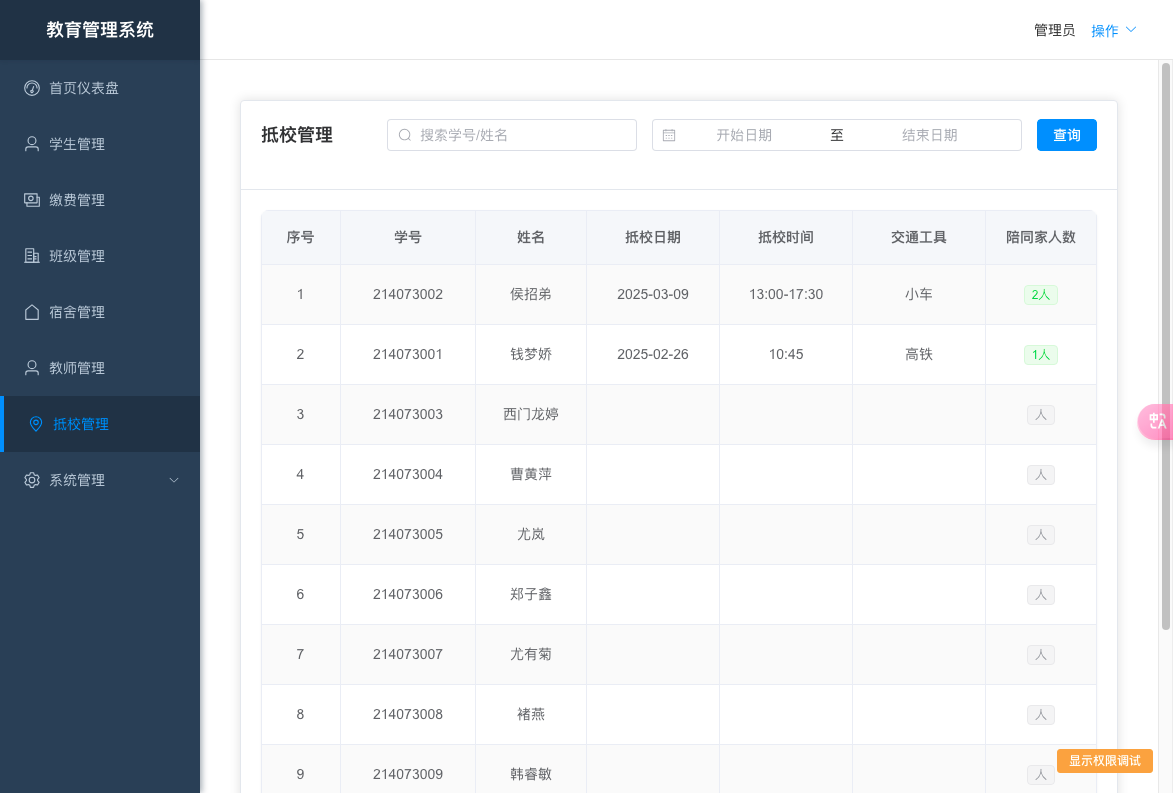 教育管理系统
管理员 操作
首页仪表盘
学生管理
缴费管理
班级管理
宿舍管理
教师管理
抵校管理
系统管理
抵校管理 搜索学号/姓名 开始日期 至 结束日期 查询
序号 学号 姓名 抵校日期 抵校时间 交通工具 陪同家人数
1 214073002 侯招弟 2025-03-09 13:00-17:30 小车 2人
2 214073001 钱梦娇 2025-02-26 10:45 高铁 1人
3 214073003 西门龙婷 人
4 214073004 曹黄萍 人
5 214073005 尤岚 人
6 214073006 郑子鑫 人
7 214073007 尤有菊 人
8 214073008 褚燕 人
9 214073009 韩睿敏 人
显示权限调试